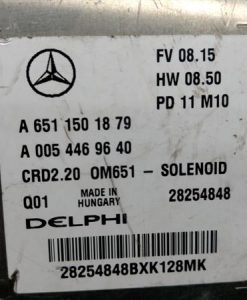 FV 08.15
HW 08.50
PD 11 M10
A 651 150 18 79
A 005 446 96 40
CRD2.20 OM651 - SOLENOID
Q01 MADE IN HUNGARY 28254848
DELPHI
28254848BXK128MK